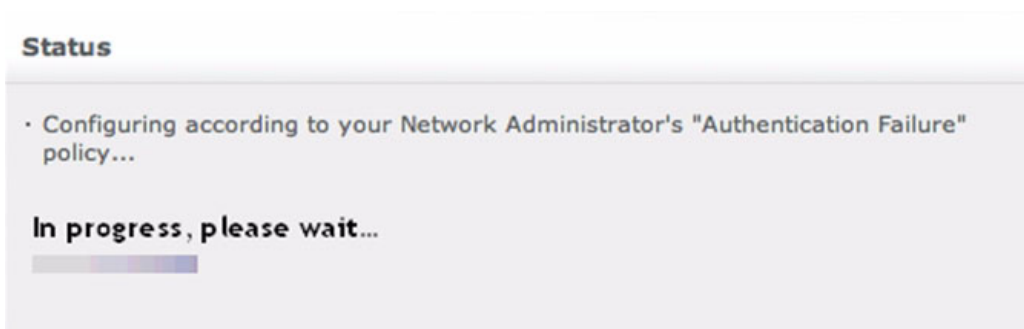 Status
· Configuring according to your Network Administrator's "Authentication Failure"
policy...
In progress, please wait...